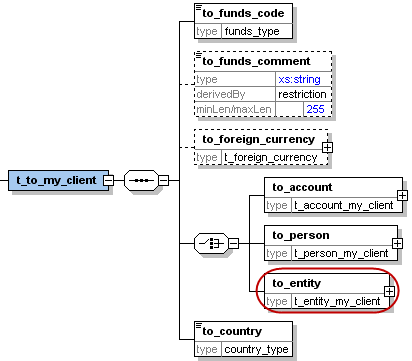 to_funds_code
type funds_type
to_funds_comment
type xs:string
derivedBy restriction
minLen/maxLen 255
to_foreign_currency
type t_foreign_currency
t_to_my_client
to_account
type t_account_my_client
to_person
type t_person_my_client
to_entity
type t_entity_my_client
to_country
type country_type